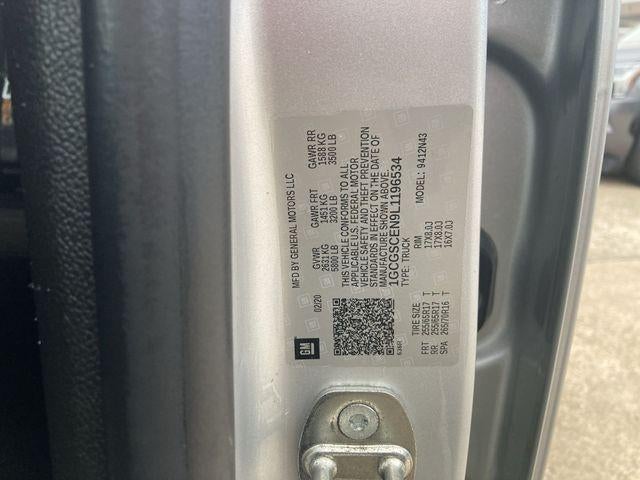 MFD BY GENERAL MOTORS LLC
02/20 GVWR GAWR FRT GAWR RR
2631 KG 1451 KG 1588 KG
5800 LB 3200 LB 3500 LB
THIS VEHICLE CONFORMS TO ALL
APPLICABLE U.S. FEDERAL MOTOR
VEHICLE SAFETY AND THEFT PREVENTION
STANDARDS IN EFFECT ON THE DATE OF
MANUFACTURE SHOWN ABOVE.
1GCGSCEN9L1196534
TYPE: TRUCK MODEL: 9412N43
GM
TIRE SIZE RIM
FRT 255/65R17 T 17X8.0J
RR 255/65R17 T 17X8.0J
SPA 265/70R16 T 16X7.0J